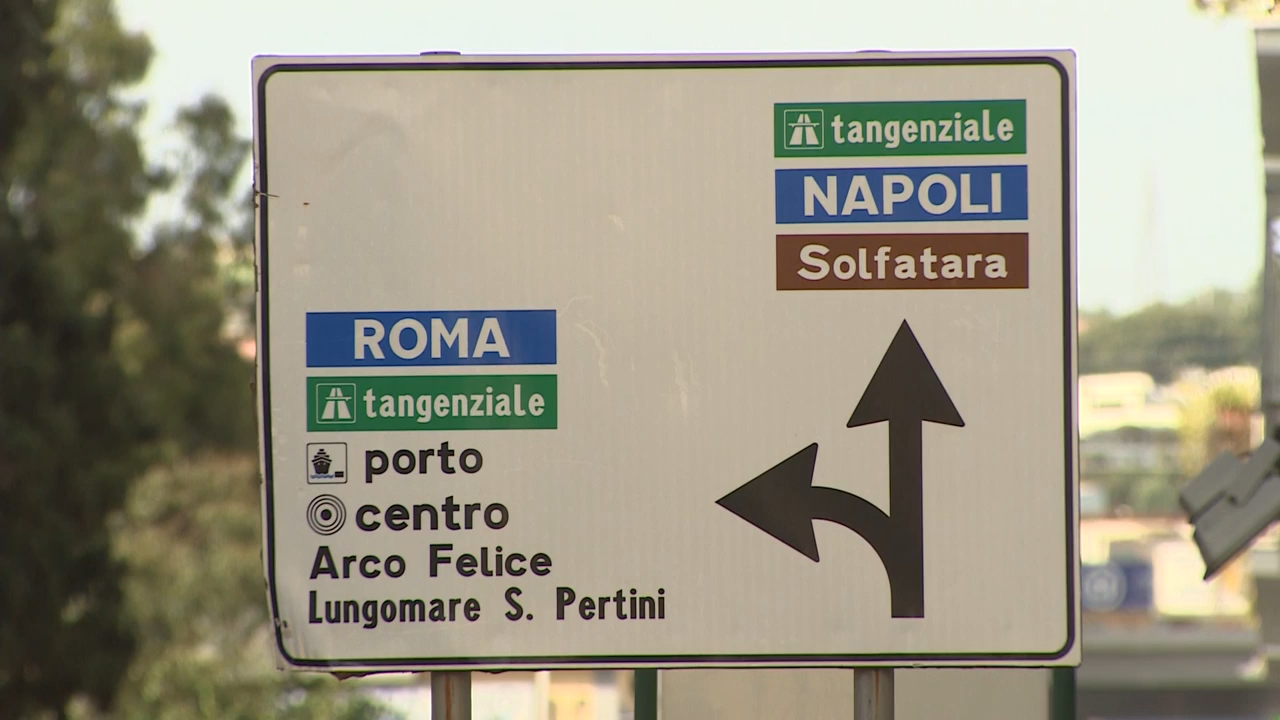 tangenziale
NAPOLI
Solfatara
ROMA
tangenziale
porto
centro
Arco Felice
Lungomare S. Pertini